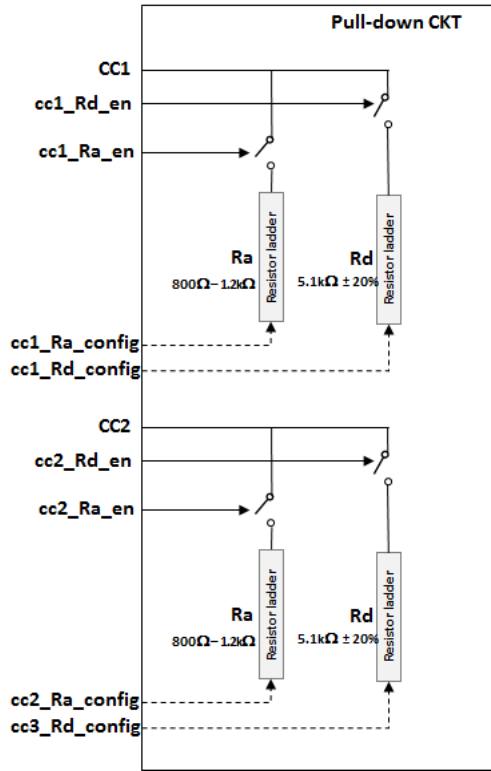 Pull-down CKT
CC1
cc1_Rd_en
cc1_Ra_en
Resistor ladder
Resistor ladder
Ra
Rd
800Ω–1.2kΩ
5.1kΩ ± 20%
cc1_Ra_config
cc1_Rd_config
CC2
cc2_Rd_en
cc2_Ra_en
Resistor ladder
Resistor ladder
Ra
Rd
800Ω–1.2kΩ
5.1kΩ ± 20%
cc2_Ra_config
cc3_Rd_config